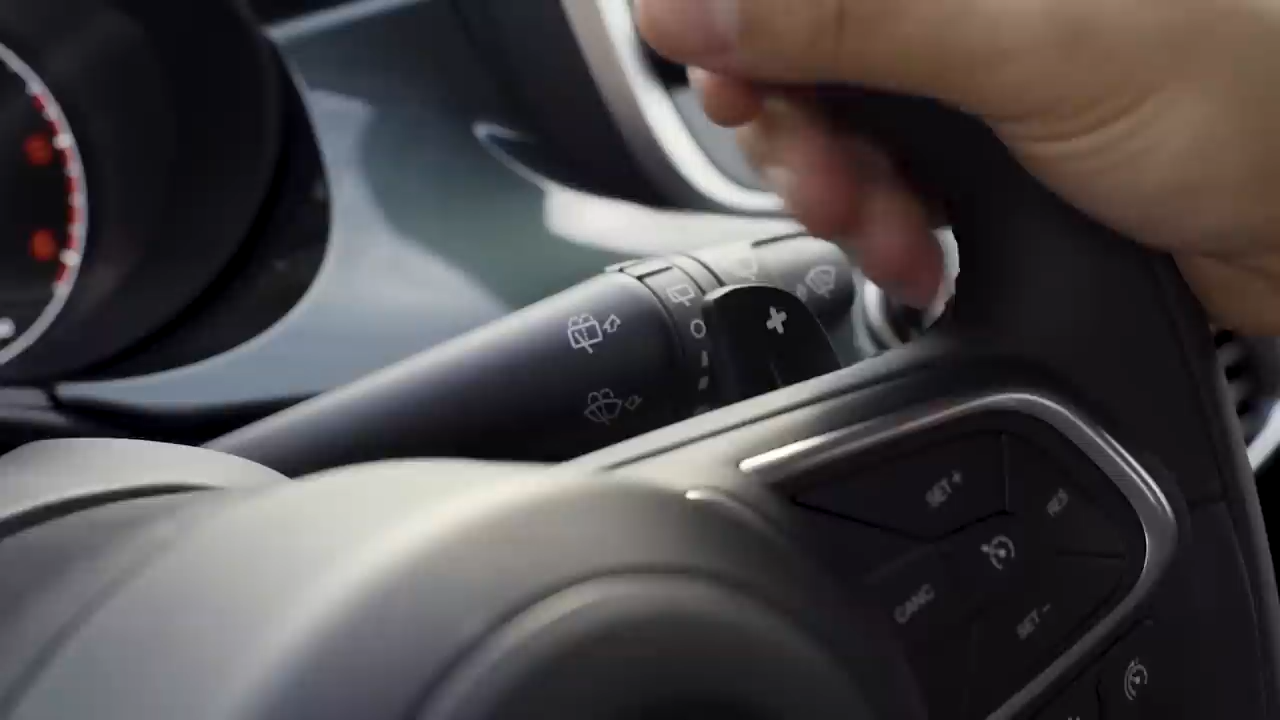 +
SET +
RES
CANC
SET –